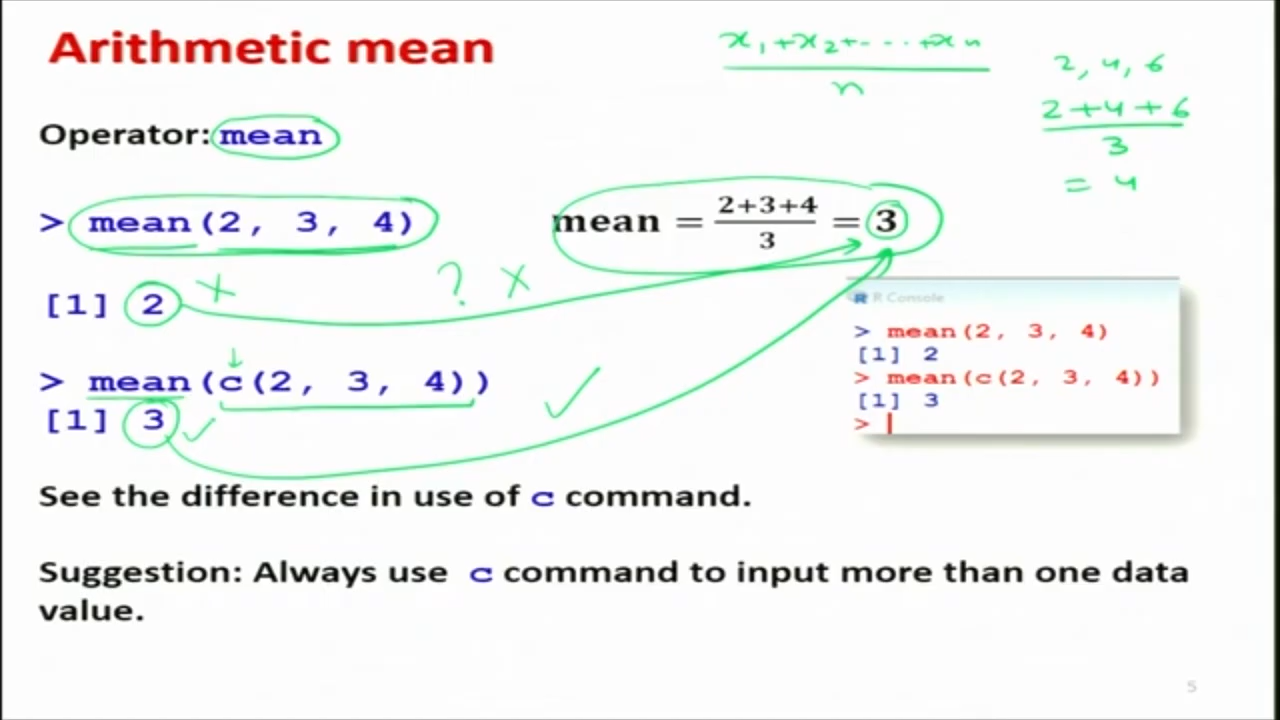 Arithmetic mean
x₁+x₂+-···+xₙ
n
2, 4, 6
2+4+6
3
= 4
Operator: mean
> mean(2, 3, 4)
mean = 2+3+4
3
= 3
[1] 2
X
? X
> mean(c(2, 3, 4))
[1] 3
R Console
> mean(2, 3, 4)
[1] 2
> mean(c(2, 3, 4))
[1] 3
>
See the difference in use of c command.
Suggestion: Always use c command to input more than one data
value.
5